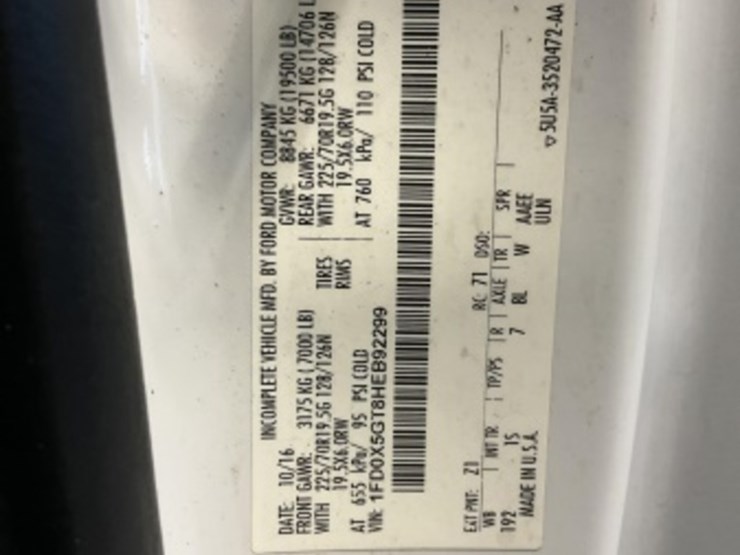 INCOMPLETE VEHICLE MFD. BY FORD MOTOR COMPANY
DATE: 10/16 GVWR: 8845 KG (19500 LB)
FRONT GAWR: 3175 KG (7000 LB) REAR GAWR: 6671 KG (14706 L
WITH 225/70R19.5G 128/126N TIRES WITH 225/70R19.5G 128/126N
19.5X6.0RW RIMS 19.5X6.0RW
AT 655 kPa/ 95 PSI COLD AT 760 kPa/ 110 PSI COLD
VIN: 1FD0X5GT8HEB92299
EXT PNT: Z1 RC: 71 DSO:
WB INT TR TP/PS R AXLE TR SPR
192 15 7 BL W AAEE
MADE IN U.S.A. ULN
▽5U5A-3520472-AA